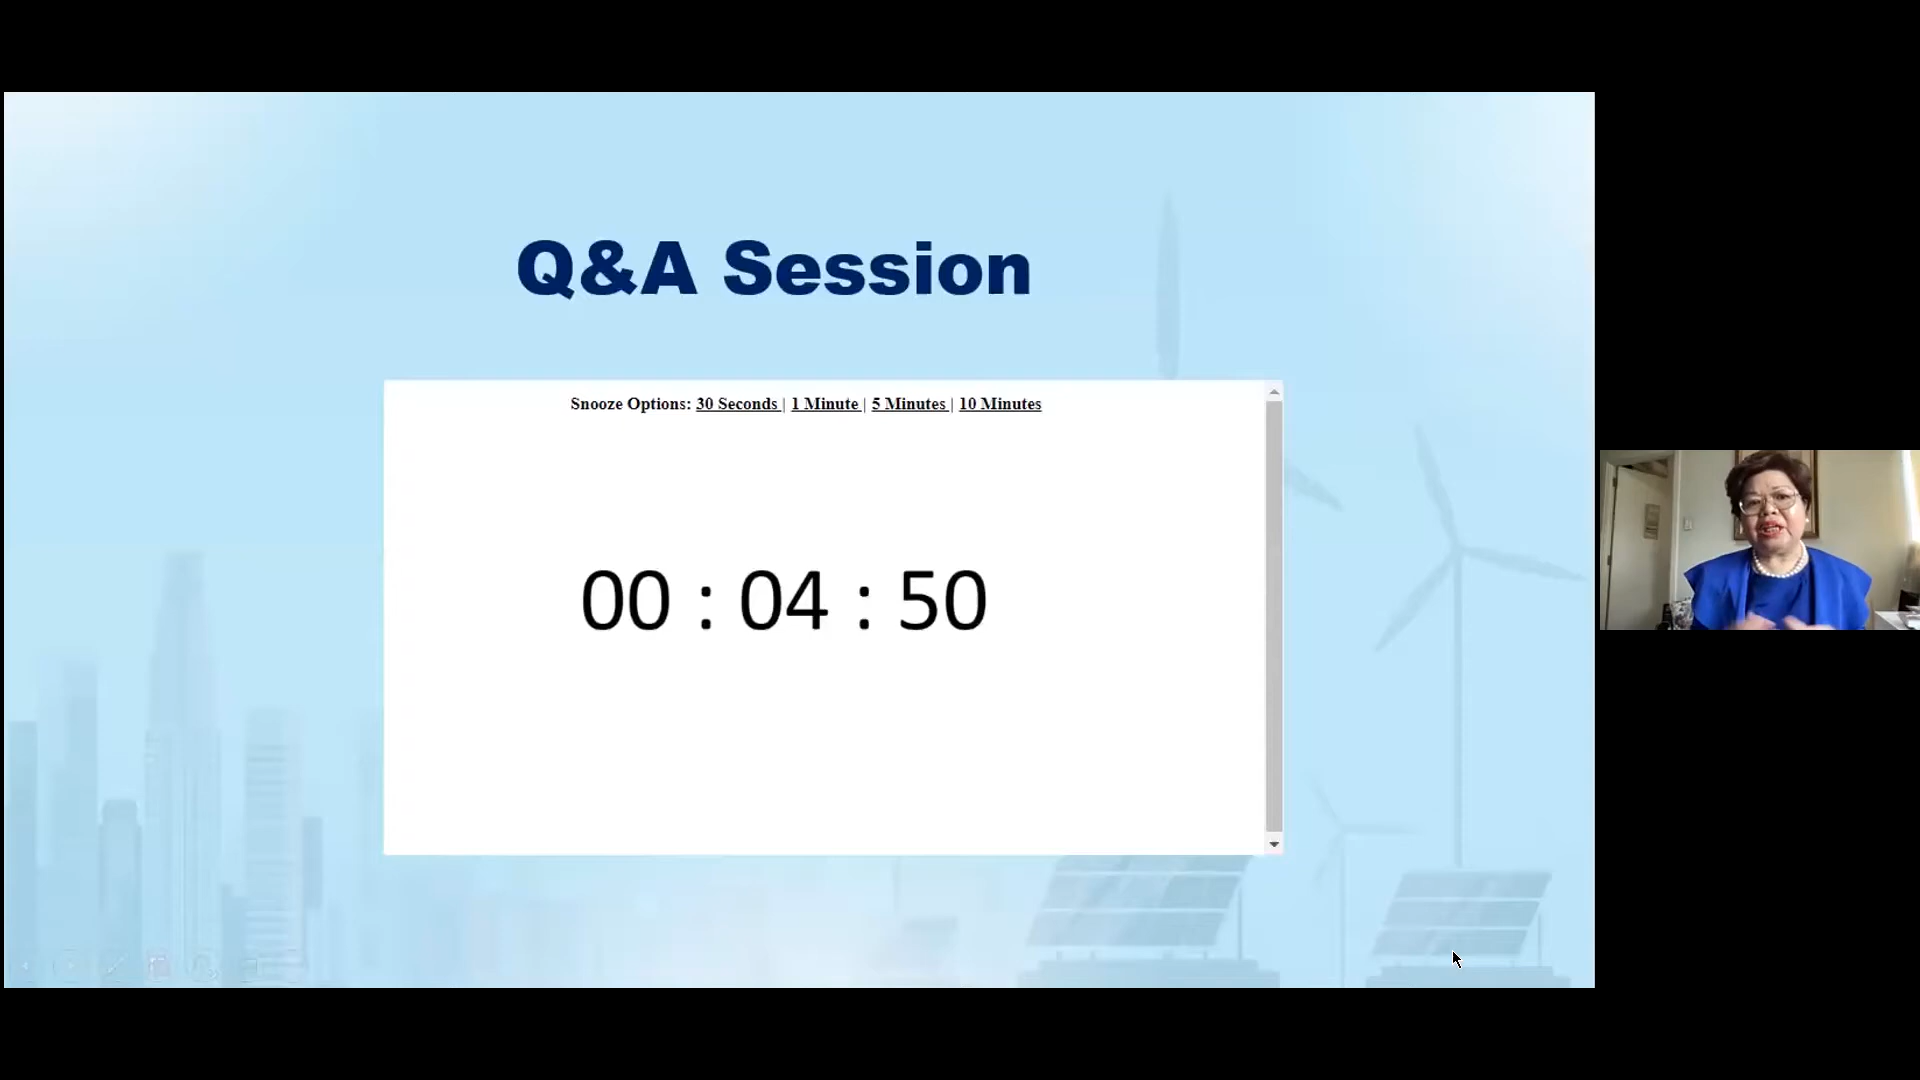 Q&A Session
Snooze Options: 30 Seconds | 1 Minute | 5 Minutes | 10 Minutes
00 : 04 : 50